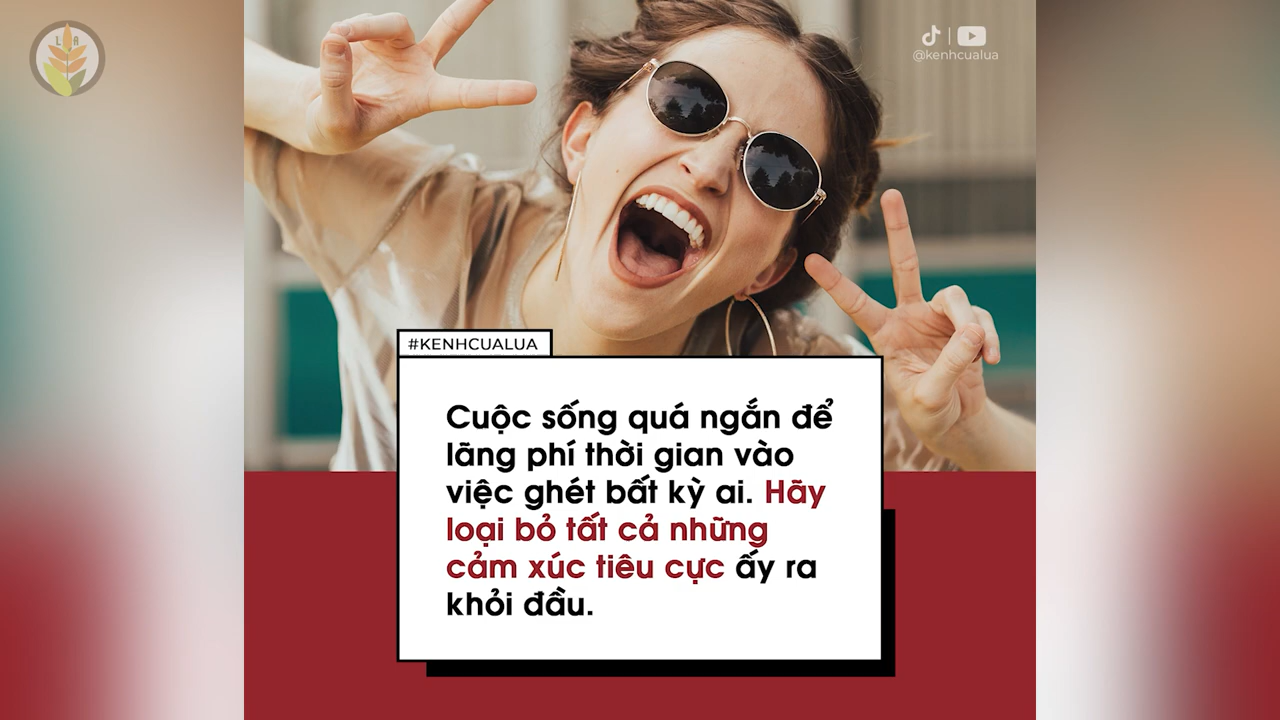 L A
@kenhcualua
#KENHCUALUA
Cuộc sống quá ngắn để
lãng phí thời gian vào
việc ghét bất kỳ ai. Hãy
loại bỏ tất cả những
cảm xúc tiêu cực ấy ra
khỏi đầu.